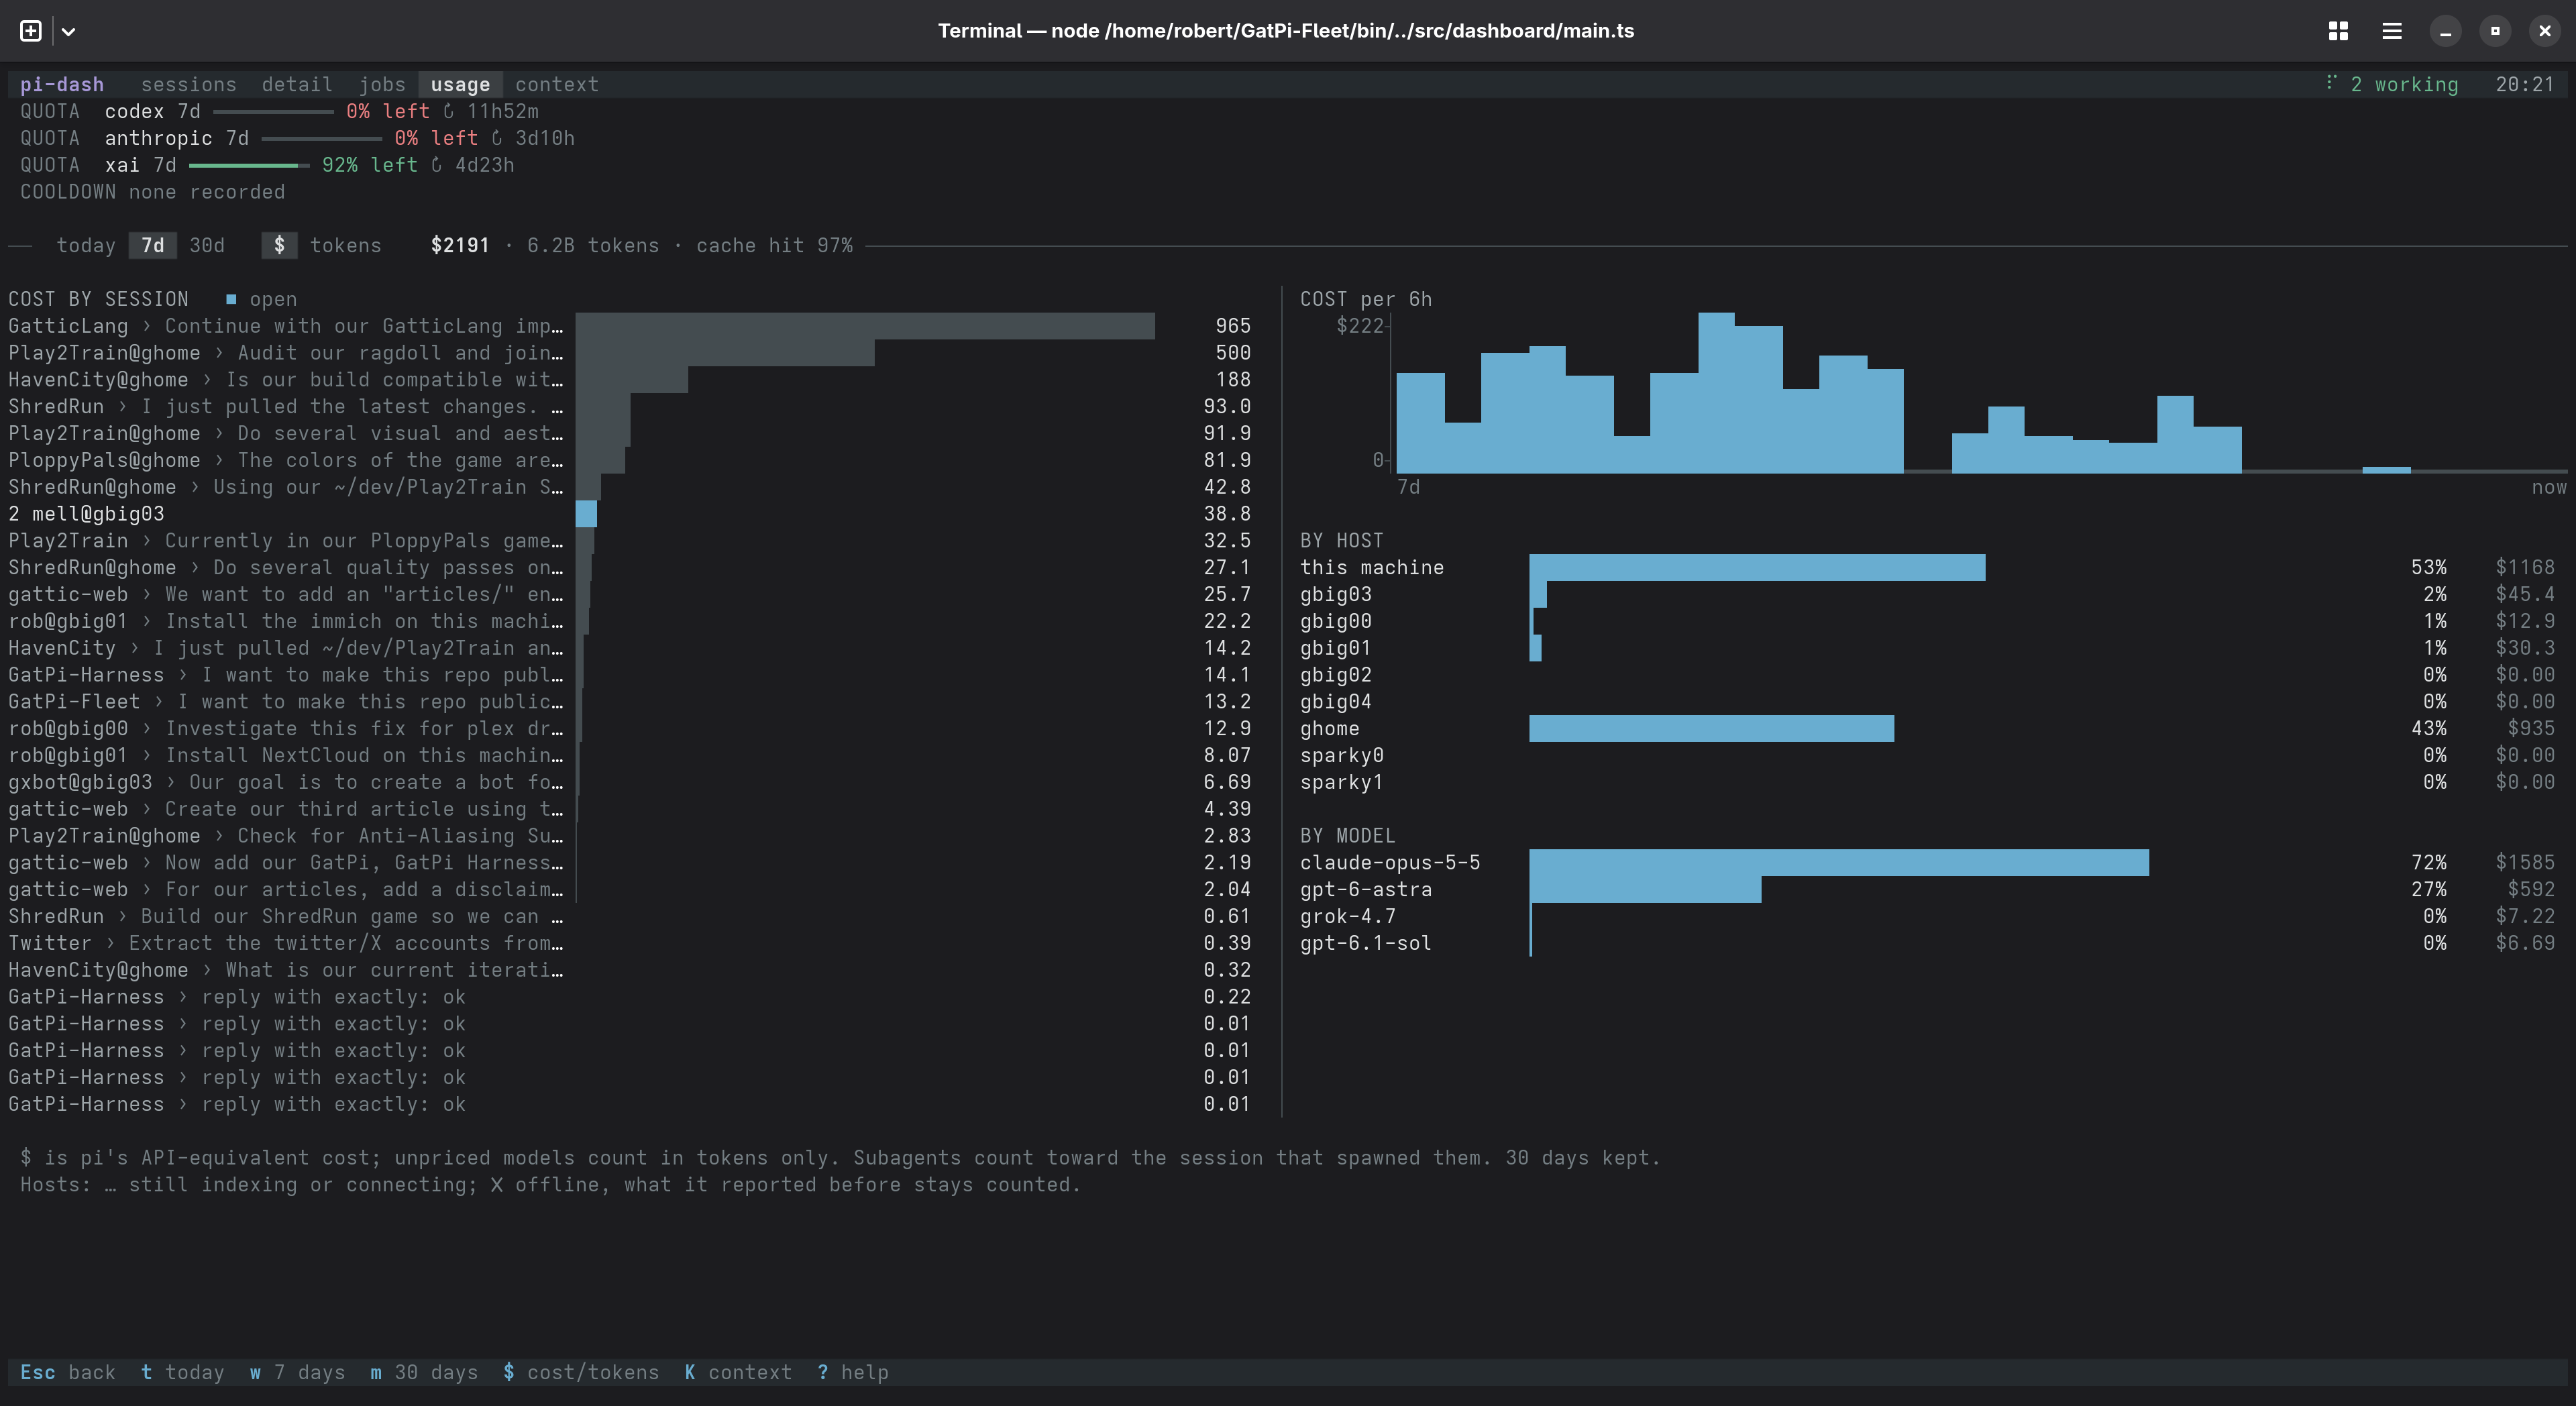 Terminal — node /home/robert/GatPi-Fleet/bin/../src/dashboard/main.ts
pi-dash sessions detail jobs usage context 2 working 20:21
QUOTA codex 7d 0% left ↻ 11h52m
QUOTA anthropic 7d 0% left ↻ 3d10h
QUOTA xai 7d 92% left ↻ 4d23h
COOLDOWN none recorded
today 7d 30d $ tokens $2191 · 6.2B tokens · cache hit 97%
COST BY SESSION ■ open
GatticLang › Continue with our GatticLang imp… 965
Play2Train@ghome › Audit our ragdoll and join… 500
HavenCity@ghome › Is our build compatible wit… 188
ShredRun › I just pulled the latest changes. … 93.0
Play2Train@ghome › Do several visual and aest… 91.9
PloppyPals@ghome › The colors of the game are… 81.9
ShredRun@ghome › Using our ~/dev/Play2Train S… 42.8
2 mell@gbig03 38.8
Play2Train › Currently in our PloppyPals game… 32.5
ShredRun@ghome › Do several quality passes on… 27.1
gattic-web › We want to add an "articles/" en… 25.7
rob@gbig01 › Install the immich on this machi… 22.2
HavenCity › I just pulled ~/dev/Play2Train an… 14.2
GatPi-Harness › I want to make this repo publ… 14.1
GatPi-Fleet › I want to make this repo public… 13.2
rob@gbig00 › Investigate this fix for plex dr… 12.9
rob@gbig01 › Install NextCloud on this machin… 8.07
gxbot@gbig03 › Our goal is to create a bot fo… 6.69
gattic-web › Create our third article using t… 4.39
Play2Train@ghome › Check for Anti-Aliasing Su… 2.83
gattic-web › Now add our GatPi, GatPi Harness… 2.19
gattic-web › For our articles, add a disclaim… 2.04
ShredRun › Build our ShredRun game so we can … 0.61
Twitter › Extract the twitter/X accounts from… 0.39
HavenCity@ghome › What is our current iterati… 0.32
GatPi-Harness › reply with exactly: ok 0.22
GatPi-Harness › reply with exactly: ok 0.01
GatPi-Harness › reply with exactly: ok 0.01
GatPi-Harness › reply with exactly: ok 0.01
GatPi-Harness › reply with exactly: ok 0.01
COST per 6h
$222
0
7d now
BY HOST
this machine 53% $1168
gbig03 2% $45.4
gbig00 1% $12.9
gbig01 1% $30.3
gbig02 0% $0.00
gbig04 0% $0.00
ghome 43% $935
sparky0 0% $0.00
sparky1 0% $0.00
BY MODEL
claude-opus-5-5 72% $1585
gpt-6-astra 27% $592
grok-4.7 0% $7.22
gpt-6.1-sol 0% $6.69
$ is pi's API-equivalent cost; unpriced models count in tokens only. Subagents count toward the session that spawned them. 30 days kept.
Hosts: … still indexing or connecting; X offline, what it reported before stays counted.
Esc back t today w 7 days m 30 days $ cost/tokens K context ? help